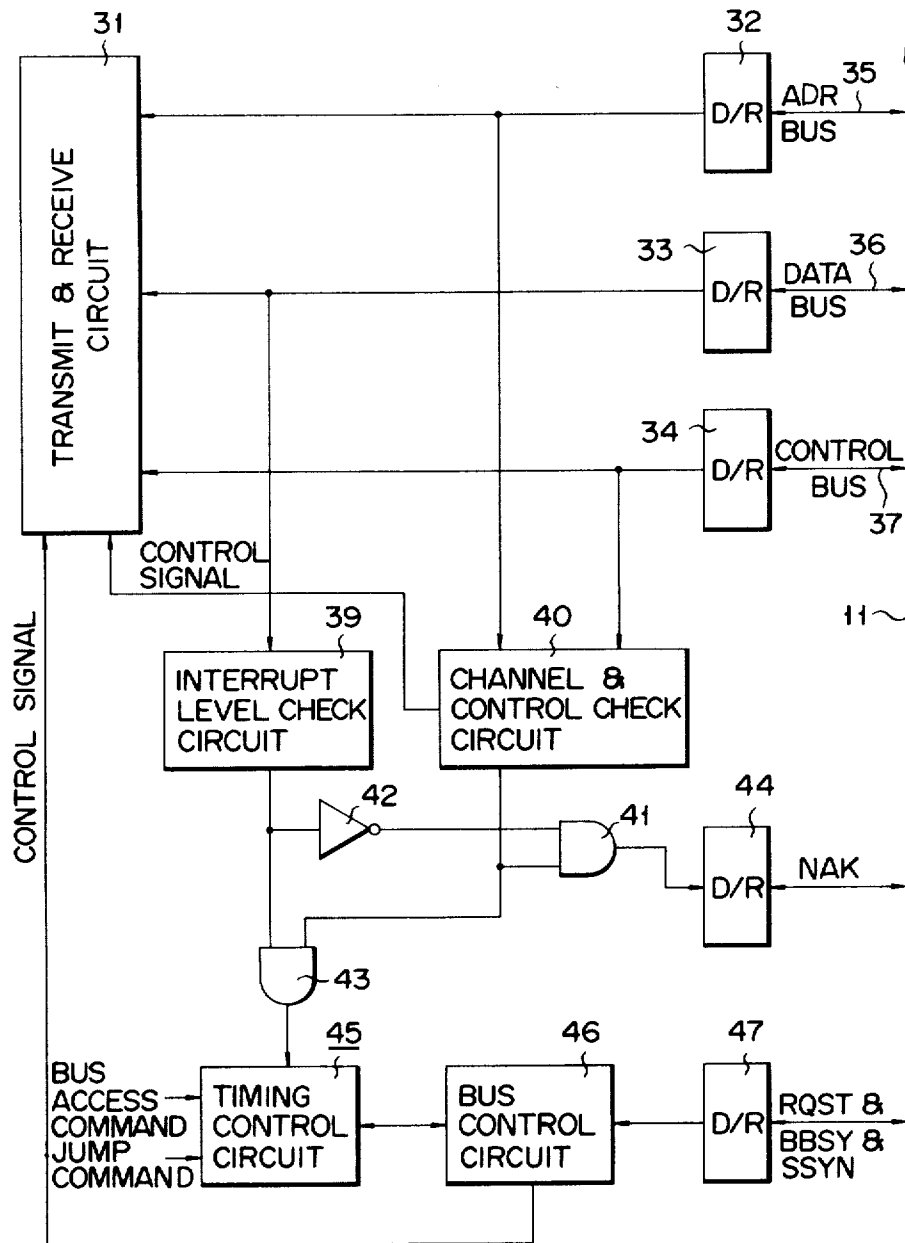 31
TRANSMIT & RECEIVE
CIRCUIT
32
D/R
ADR
BUS
35
33
D/R
DATA
BUS
36
34
D/R
CONTROL
BUS
37
CONTROL
SIGNAL
CONTROL SIGNAL
39
INTERRUPT
LEVEL CHECK
CIRCUIT
40
CHANNEL &
CONTROL CHECK
CIRCUIT
11
42
41
44
D/R
NAK
43
45
BUS
ACCESS
COMMAND
JUMP
COMMAND
TIMING
CONTROL
CIRCUIT
46
BUS
CONTROL
CIRCUIT
47
D/R
RQST &
BBSY &
SSYN